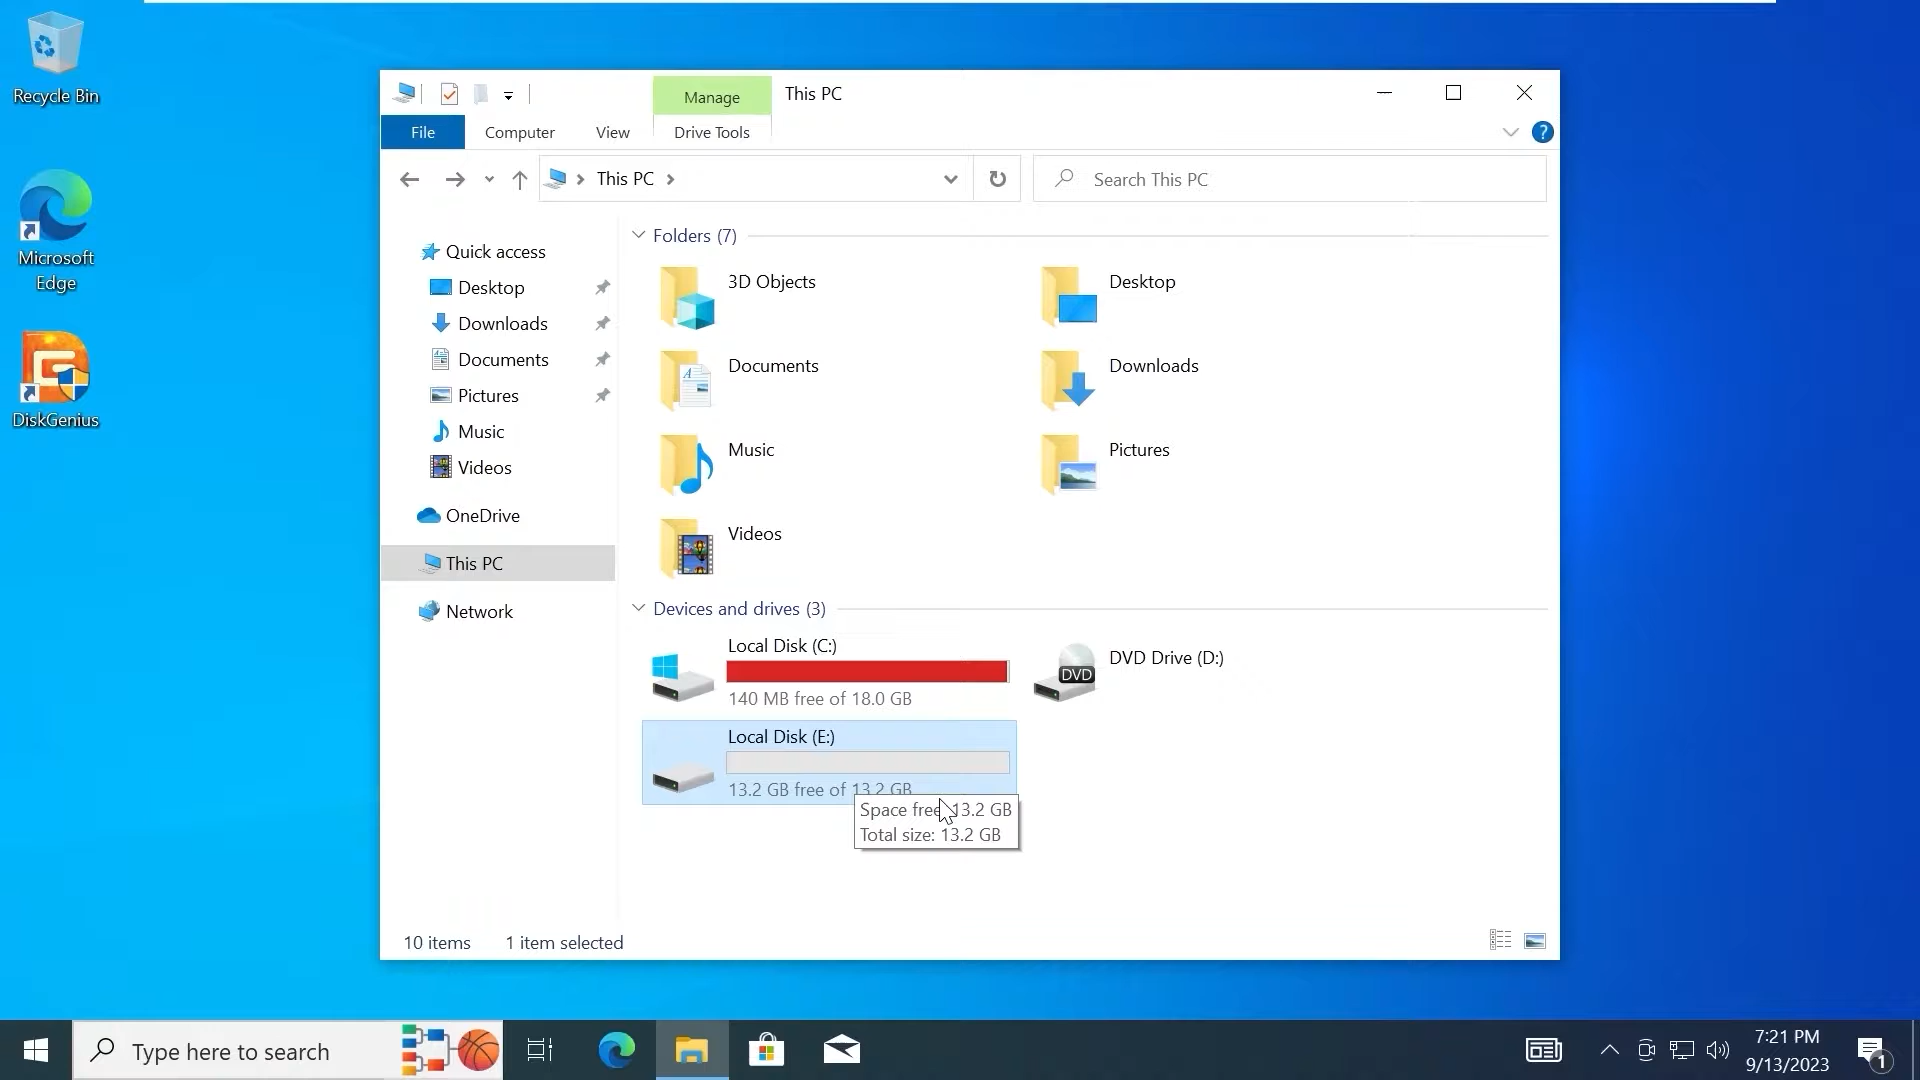 Recycle Bin
Microsoft
Edge
DiskGenius
Manage
This PC
File
Computer
View
Drive Tools
?
This PC
Search This PC
Quick access
Desktop
Downloads
Documents
Pictures
Music
Videos
OneDrive
This PC
Network
Folders (7)
3D Objects
Desktop
Documents
Downloads
Music
Pictures
Videos
Devices and drives (3)
Local Disk (C:)
140 MB free of 18.0 GB
DVD
DVD Drive (D:)
Local Disk (E:)
13.2 GB free of 13.2 GB
Space free: 13.2 GB
Total size: 13.2 GB
10 items
1 item selected
Type here to search
7:21 PM
9/13/2023
1